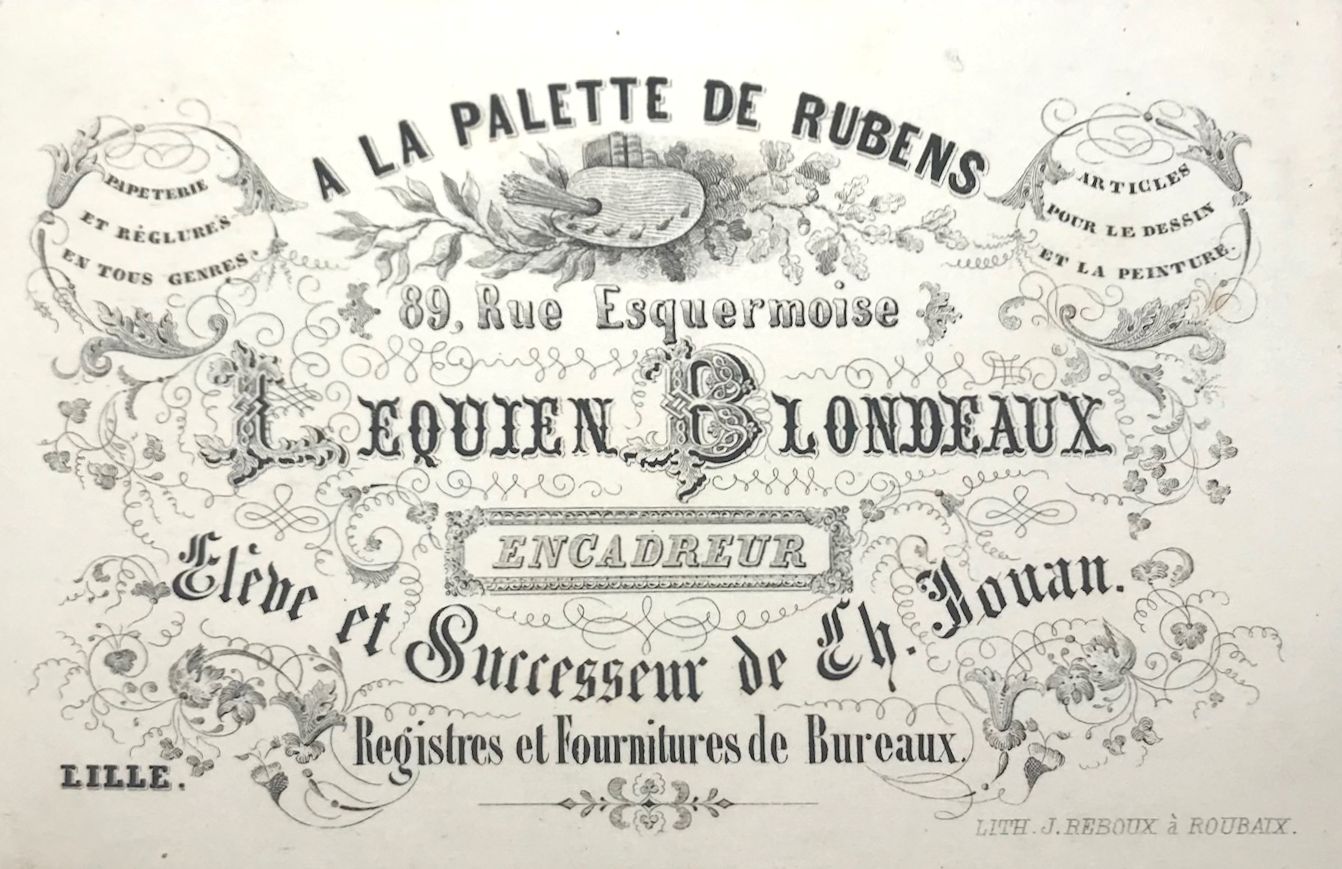 A LA PALETTE DE RUBENS
PAPETERIE
ET RÉGLURES
EN TOUS GENRES
ARTICLES
POUR LE DESSIN
ET LA PEINTURE.
89, Rue Esquermoise
LEQUIEN BLONDEAUX
ENCADREUR
Elève et Successeur de Ch. Jouan.
Registres et Fournitures de Bureaux.
LILLE.
LITH. J. REBOUX à ROUBAIX.